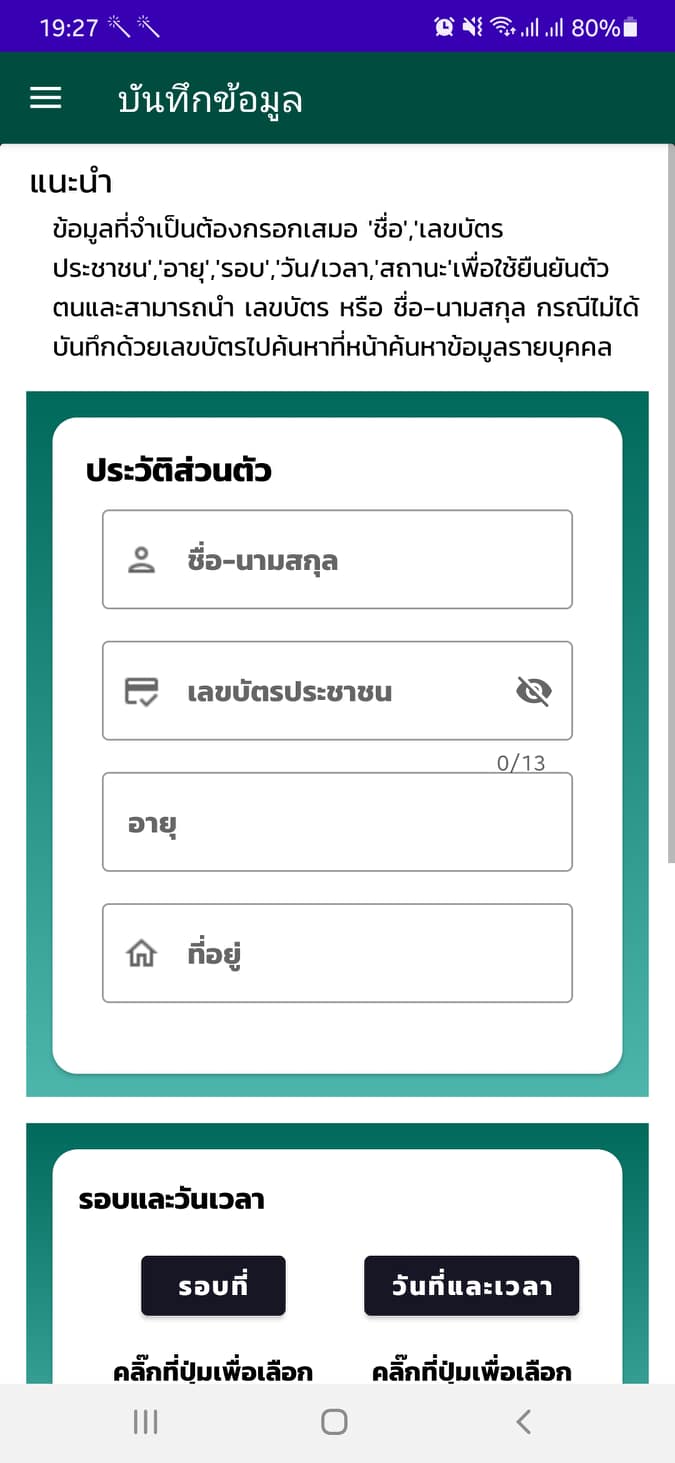 19:27 80%
บันทึกข้อมูล
แนะนำ
ข้อมูลที่จำเป็นต้องกรอกเสมอ 'ชื่อ','เลขบัตร
ประชาชน','อายุ','รอบ','วัน/เวลา,'สถานะ'เพื่อใช้ยืนยันตัว
ตนและสามารถนำ เลขบัตร หรือ ชื่อ-นามสกุล กรณีไม่ได้
บันทึกด้วยเลขบัตรไปค้นหาที่หน้าค้นหาข้อมูลรายบุคคล
ประวัติส่วนตัว
ชื่อ-นามสกุล
เลขบัตรประชาชน
0/13
อายุ
ที่อยู่
รอบและวันเวลา
รอบที่ วันที่และเวลา
คลิ๊กที่ปุ่มเพื่อเลือก คลิ๊กที่ปุ่มเพื่อเลือก